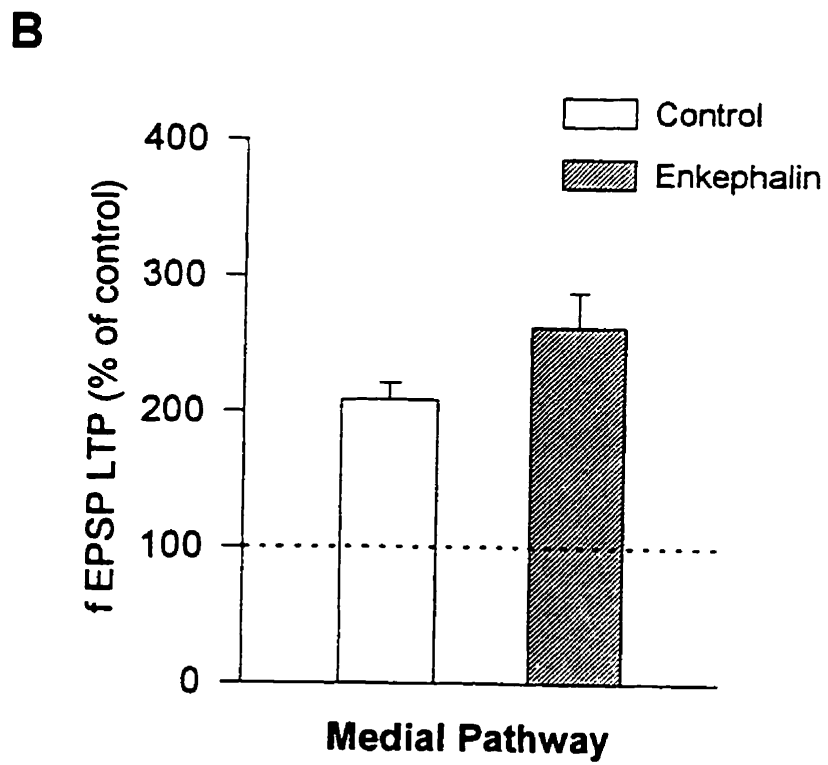 B
Control
Enkephalin
f EPSP LTP (% of control)
400
300
200
100
0
Medial Pathway